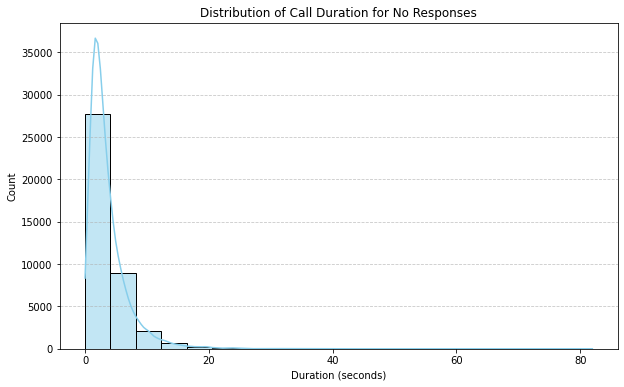 Distribution of Call Duration for No Responses
35000
30000
25000
20000
15000
10000
5000
0
Count
0 20 40 60 80
Duration (seconds)